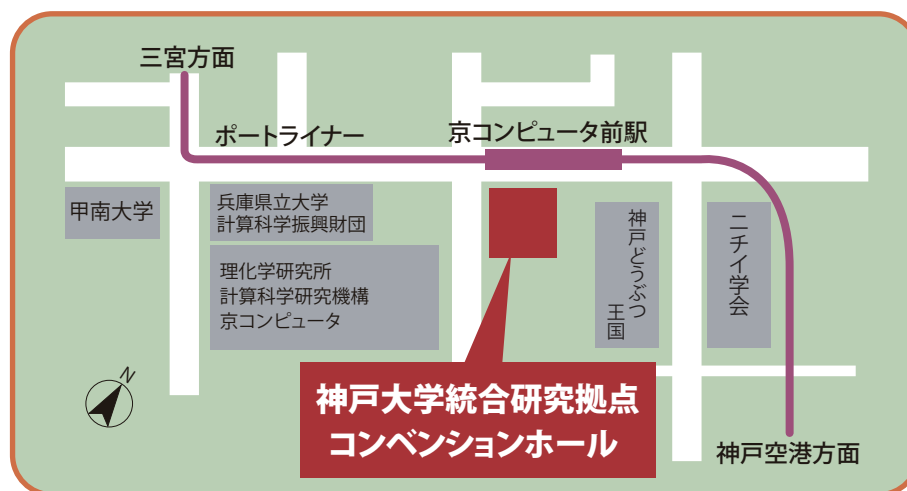 三宮方面
ポートライナー
京コンピュータ前駅
甲南大学
兵庫県立大学
計算科学振興財団
理化学研究所
計算科学研究機構
京コンピュータ
神戸どうぶつ
王国
ニチイ学会
N
神戸大学統合研究拠点
コンベンションホール
神戸空港方面